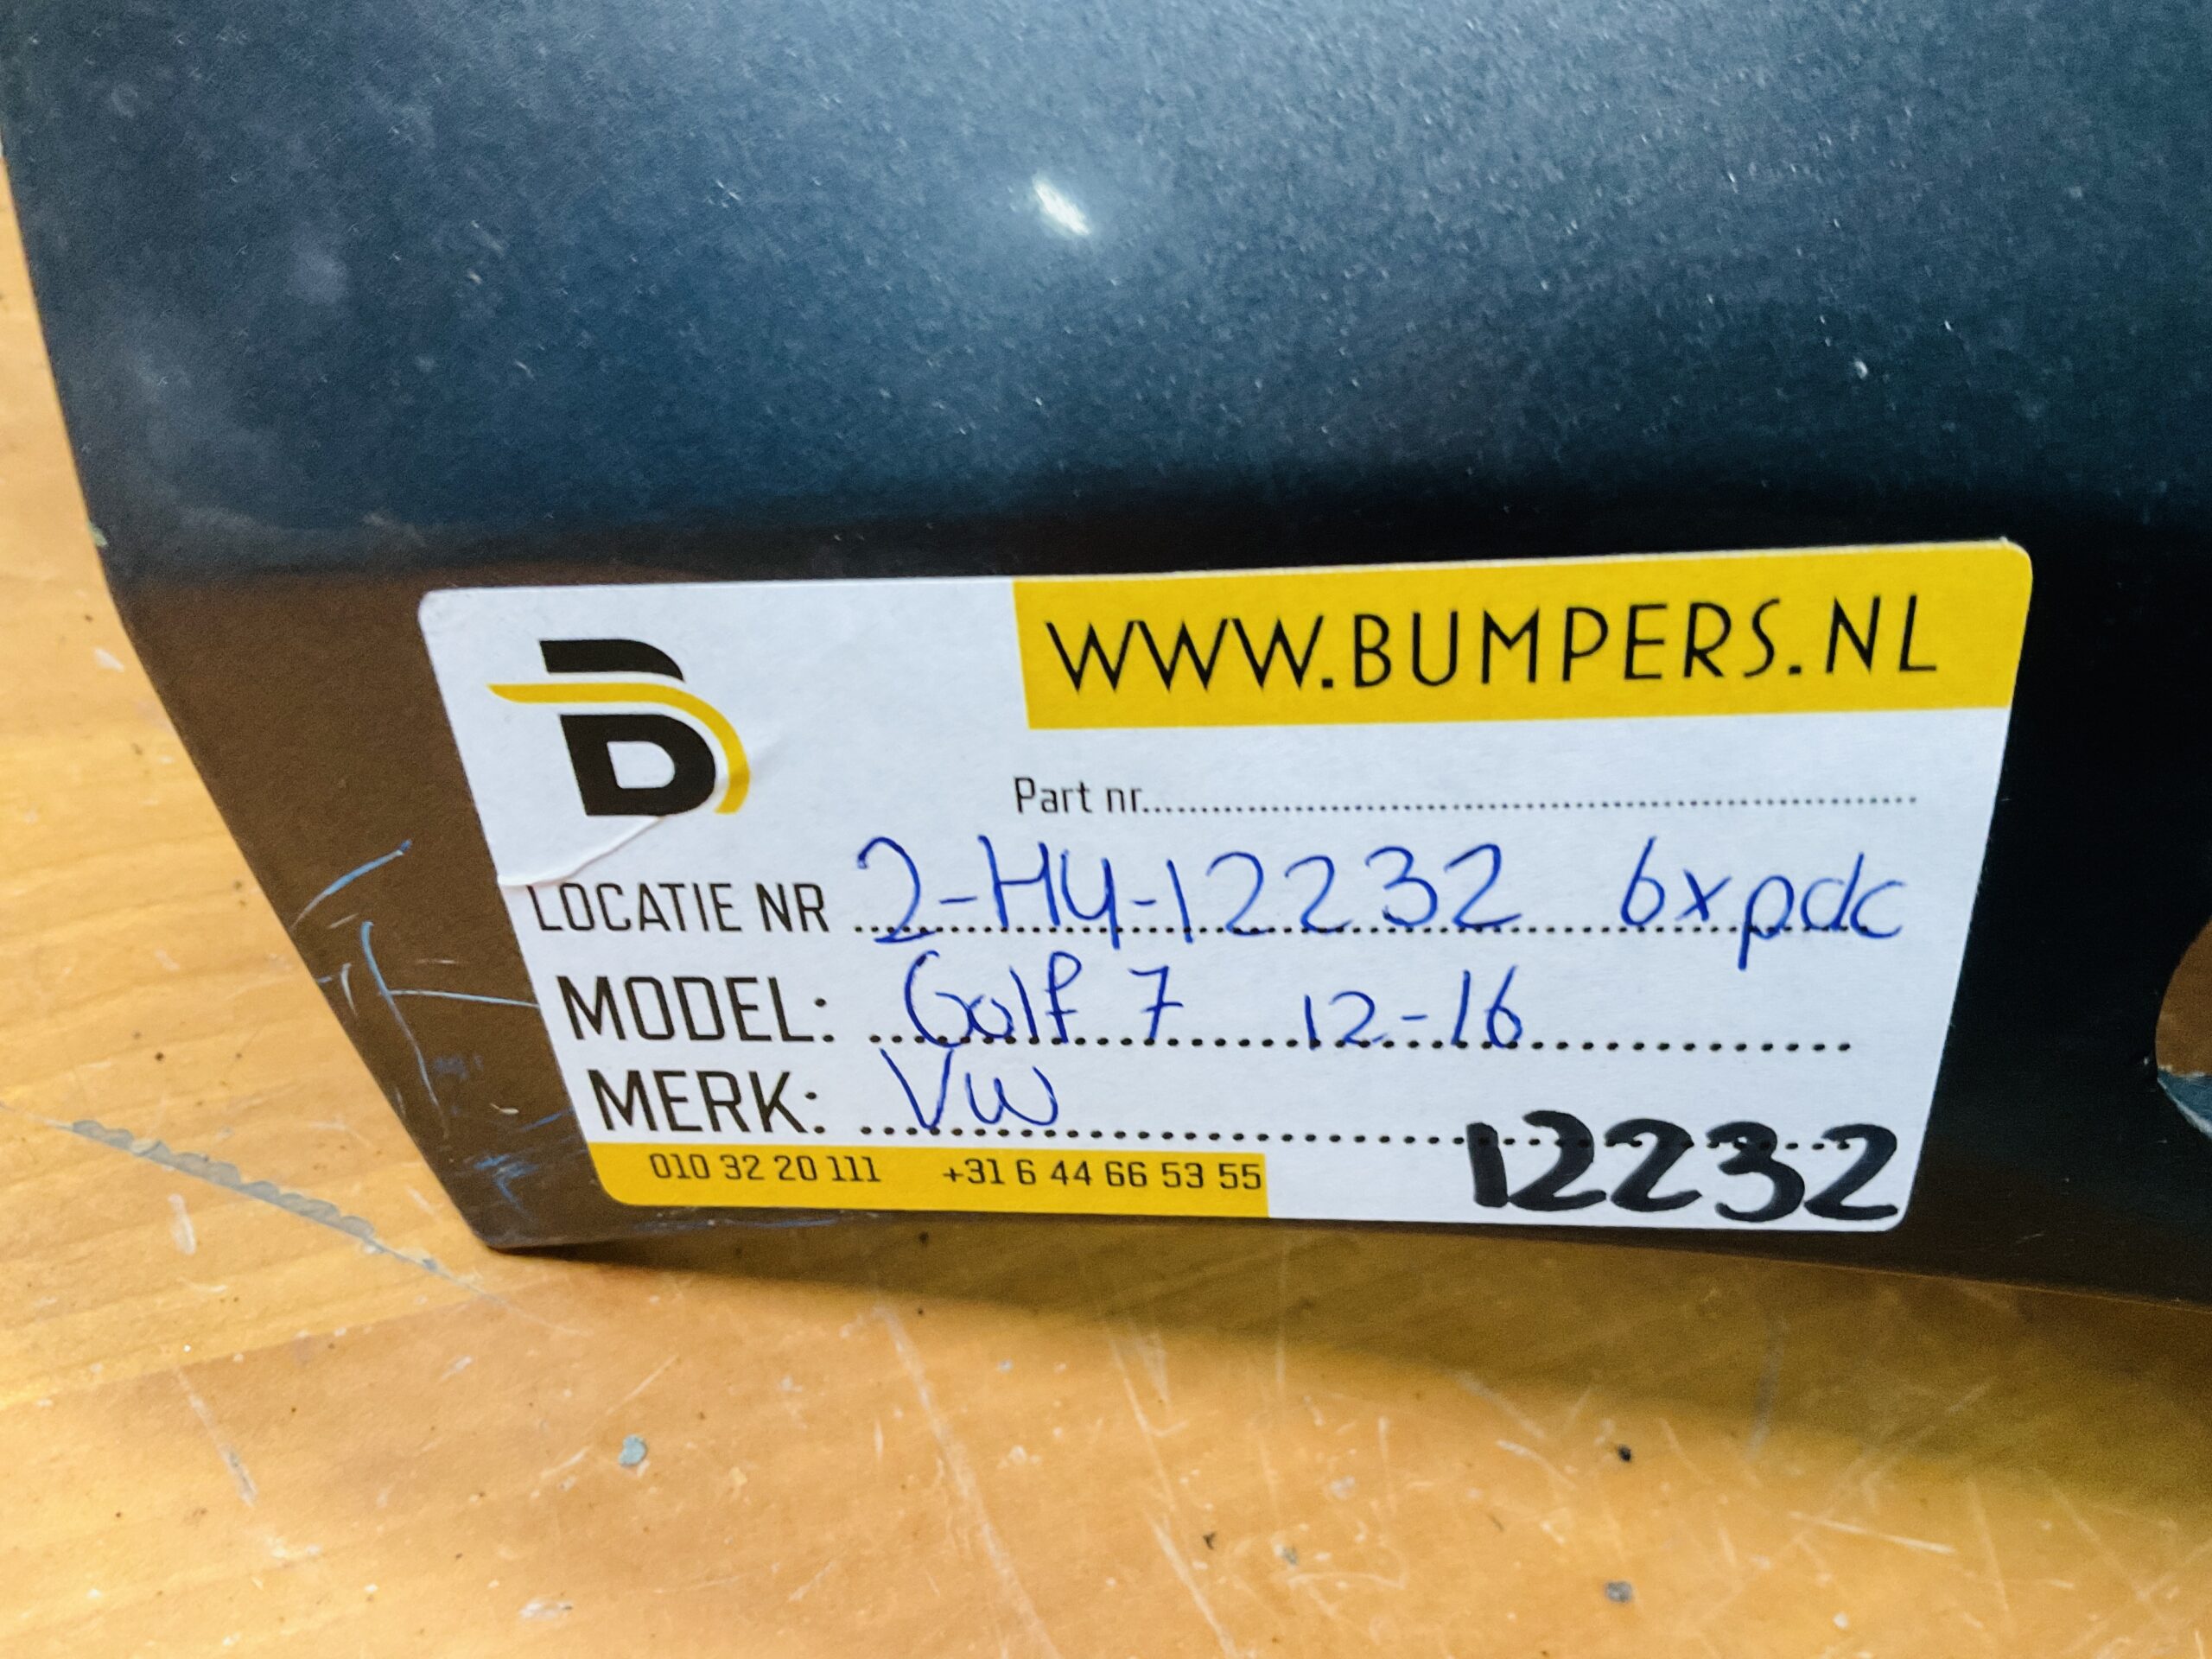 WWW.BUMPERS.NL
B
Part nr
LOCATIE NR 2-H4-12232 6xpdc
MODEL: Golf 7 12-16
MERK: VW
12232
010 32 20 111 +31 6 44 66 53 55